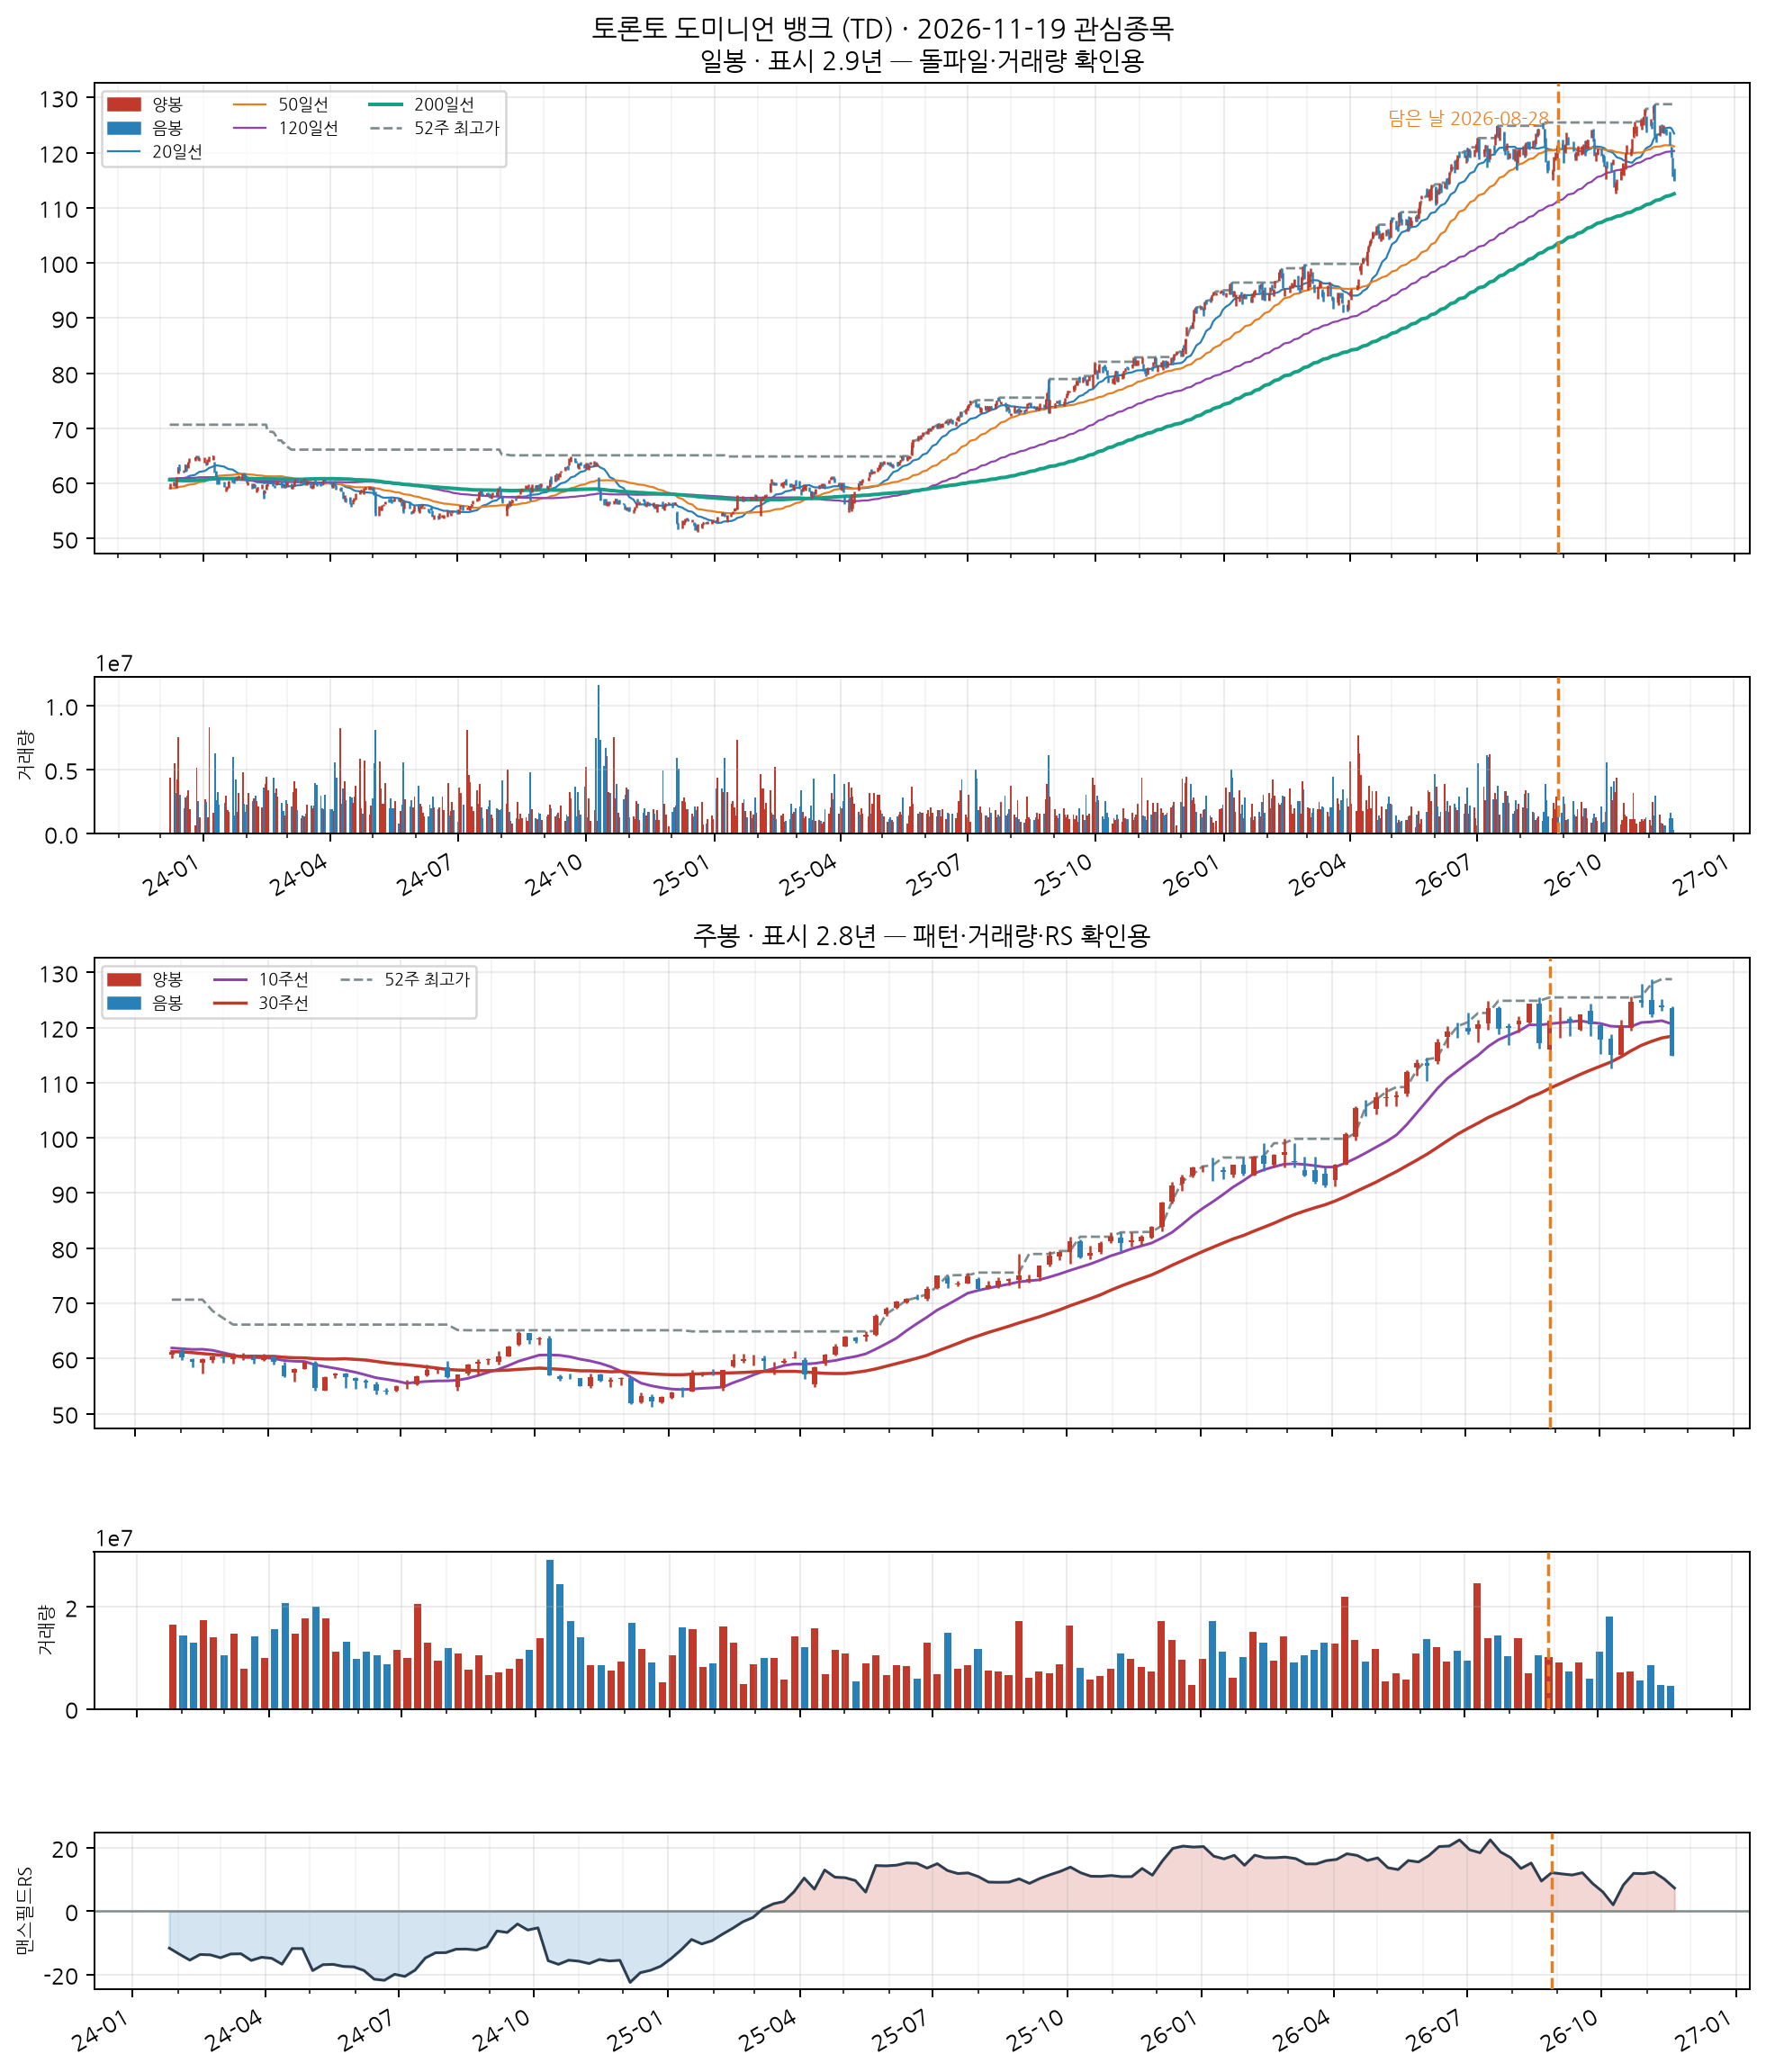 토론토 도미니언 뱅크 (TD) · 2026-11-19 관심종목
일봉 · 표시 2.9년 — 돌파일·거래량 확인용
양봉 50일선 200일선
음봉 120일선 52주 최고가
20일선
담은 날 2026-08-28
130
120
110
100
90
80
70
60
50
1e7
거래량
1.0
0.5
0.0
24-01 24-04 24-07 24-10 25-01 25-04 25-07 25-10 26-01 26-04 26-07 26-10 27-01
주봉 · 표시 2.8년 — 패턴·거래량·RS 확인용
양봉 10주선 52주 최고가
음봉 30주선
130
120
110
100
90
80
70
60
50
1e7
거래량
2
0
맨스필드RS
20
0
-20
24-01 24-04 24-07 24-10 25-01 25-04 25-07 25-10 26-01 26-04 26-07 26-10 27-01